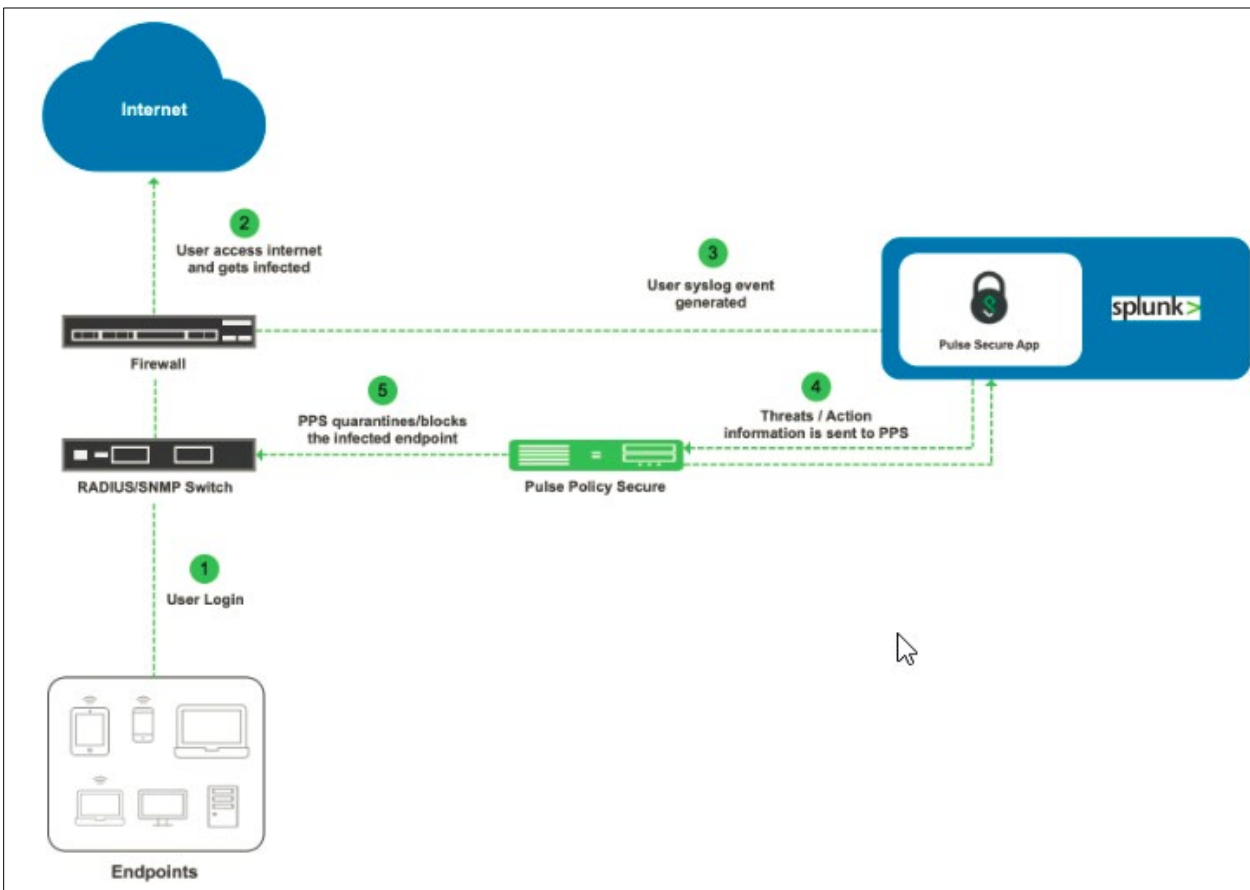 Internet
2
User access internet
and gets infected
3
User syslog event
generated
Pulse Secure App
splunk>
Firewall
5
PPS quarantines/blocks
the infected endpoint
4
Threats / Action
information is sent to PPS
RADIUS/SNMP Switch
Pulse Policy Secure
1
User Login
Endpoints